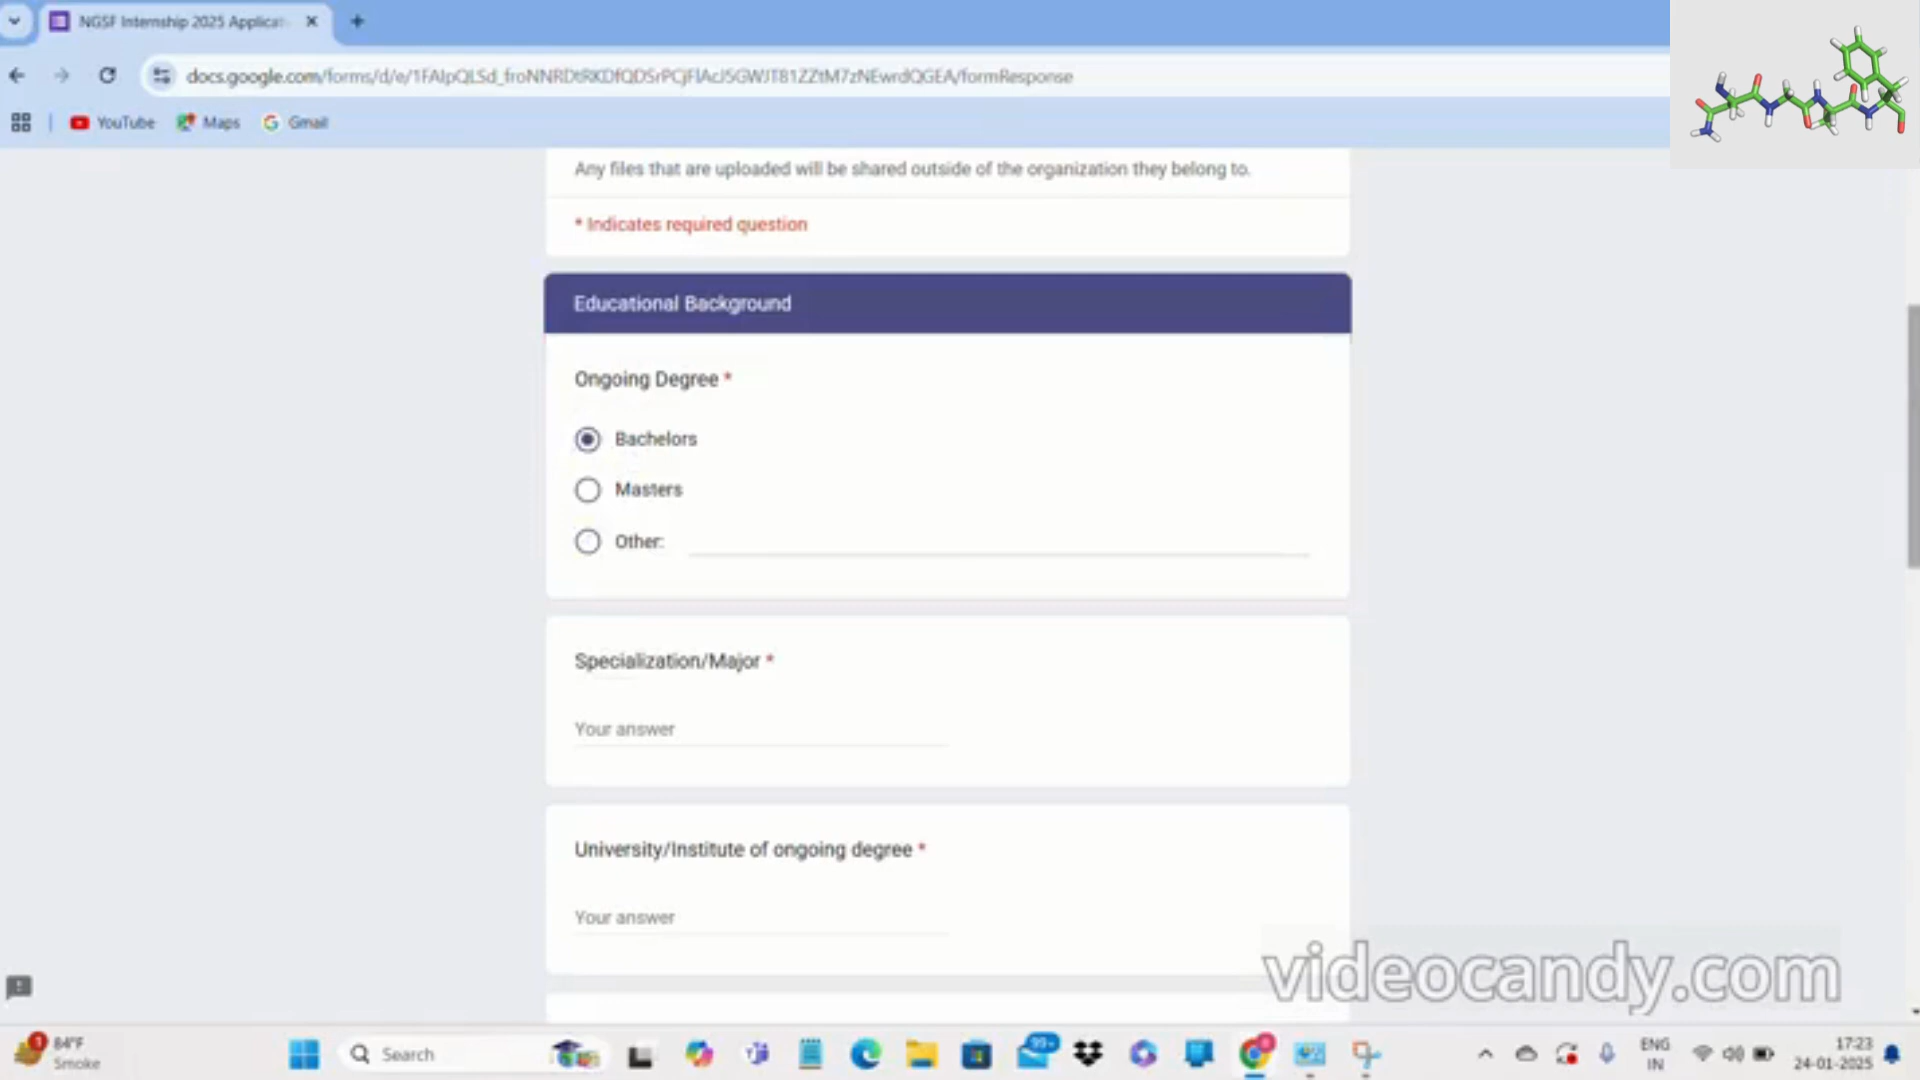 NGSF Internship 2025 Applicat
docs.google.com/forms/d/e/1FAIpQLSd_froNNRDtRKDfQDSrPCjFlAcJ5GWJT81ZZtM7zNEwrdQGEA/formResponse
YouTube
Maps
Gmail
Any files that are uploaded will be shared outside of the organization they belong to.
* Indicates required question
Educational Background
Ongoing Degree *
Bachelors
Masters
Other:
Specialization/Major *
Your answer
University/Institute of ongoing degree *
Your answer
videocandy.com
1
84°F
Smoke
Search
99+
ENG
IN
17:23
24-01-2025